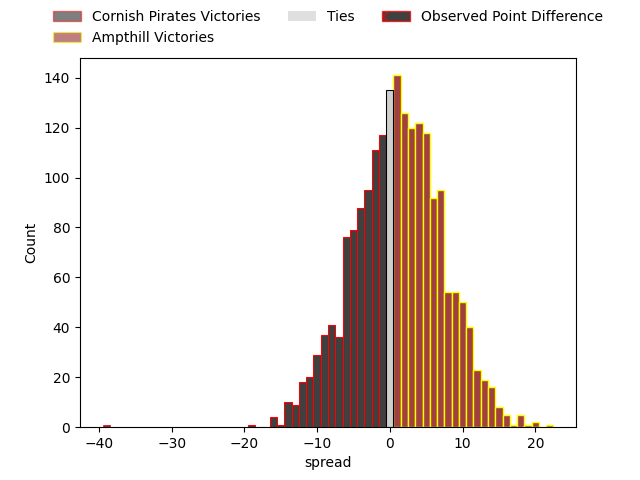 Cornish Pirates Victories
Ties
Observed Point Difference
Ampthill Victories
140
120
100
80
60
40
20
0
Count
−40
−30
−20
−10
0
10
20
spread